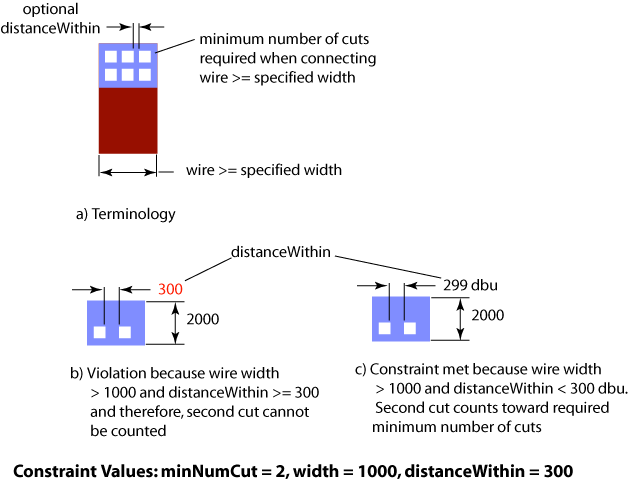 optional
distanceWithin
minimum number of cuts
required when connecting
wire >= specified width
wire >= specified width
a) Terminology
distanceWithin
300
2000
299 dbu
2000
b) Violation because wire width
> 1000 and distanceWithin >= 300
and therefore, second cut cannot
be counted
c) Constraint met because wire width
> 1000 and distanceWithin < 300 dbu.
Second cut counts toward required
minimum number of cuts
Constraint Values: minNumCut = 2, width = 1000, distanceWithin = 300